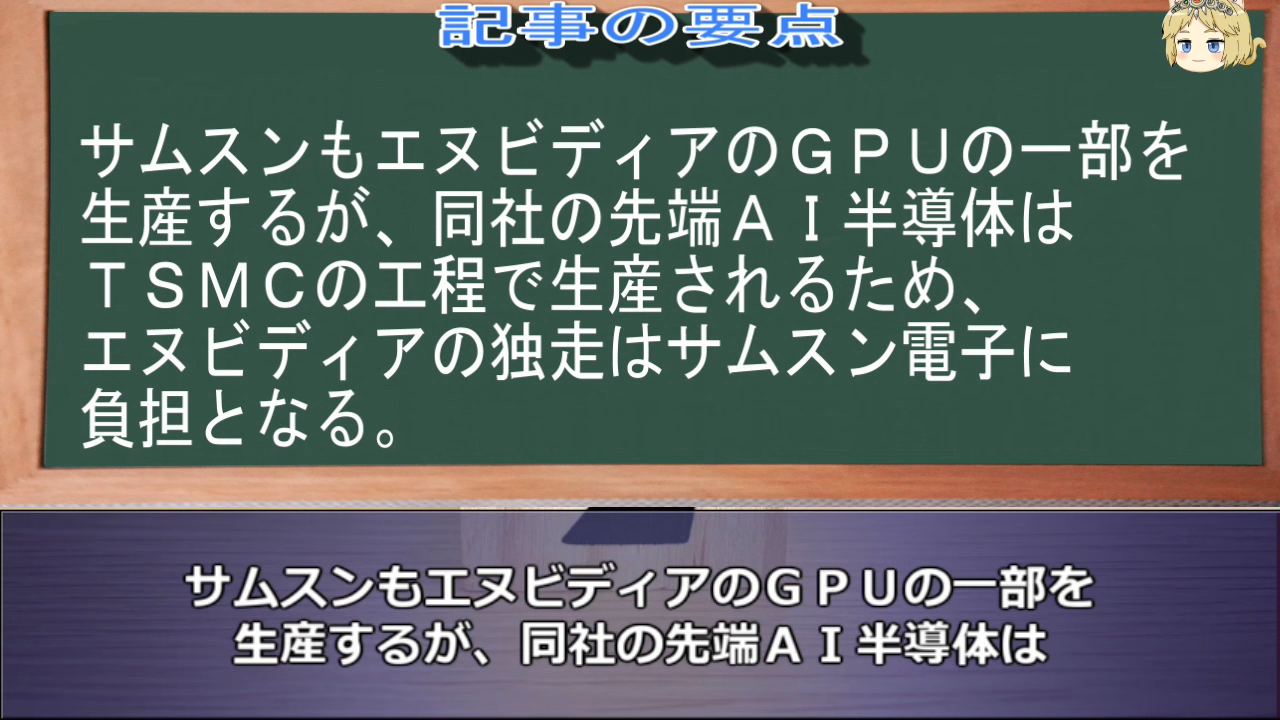 記事の要点
サムスンもエヌビディアのＧＰＵの一部を
生産するが、同社の先端ＡＩ半導体は
ＴＳＭＣの工程で生産されるため、
エヌビディアの独走はサムスン電子に
負担となる。
サムスンもエヌビディアのＧＰＵの一部を
生産するが、同社の先端ＡＩ半導体は